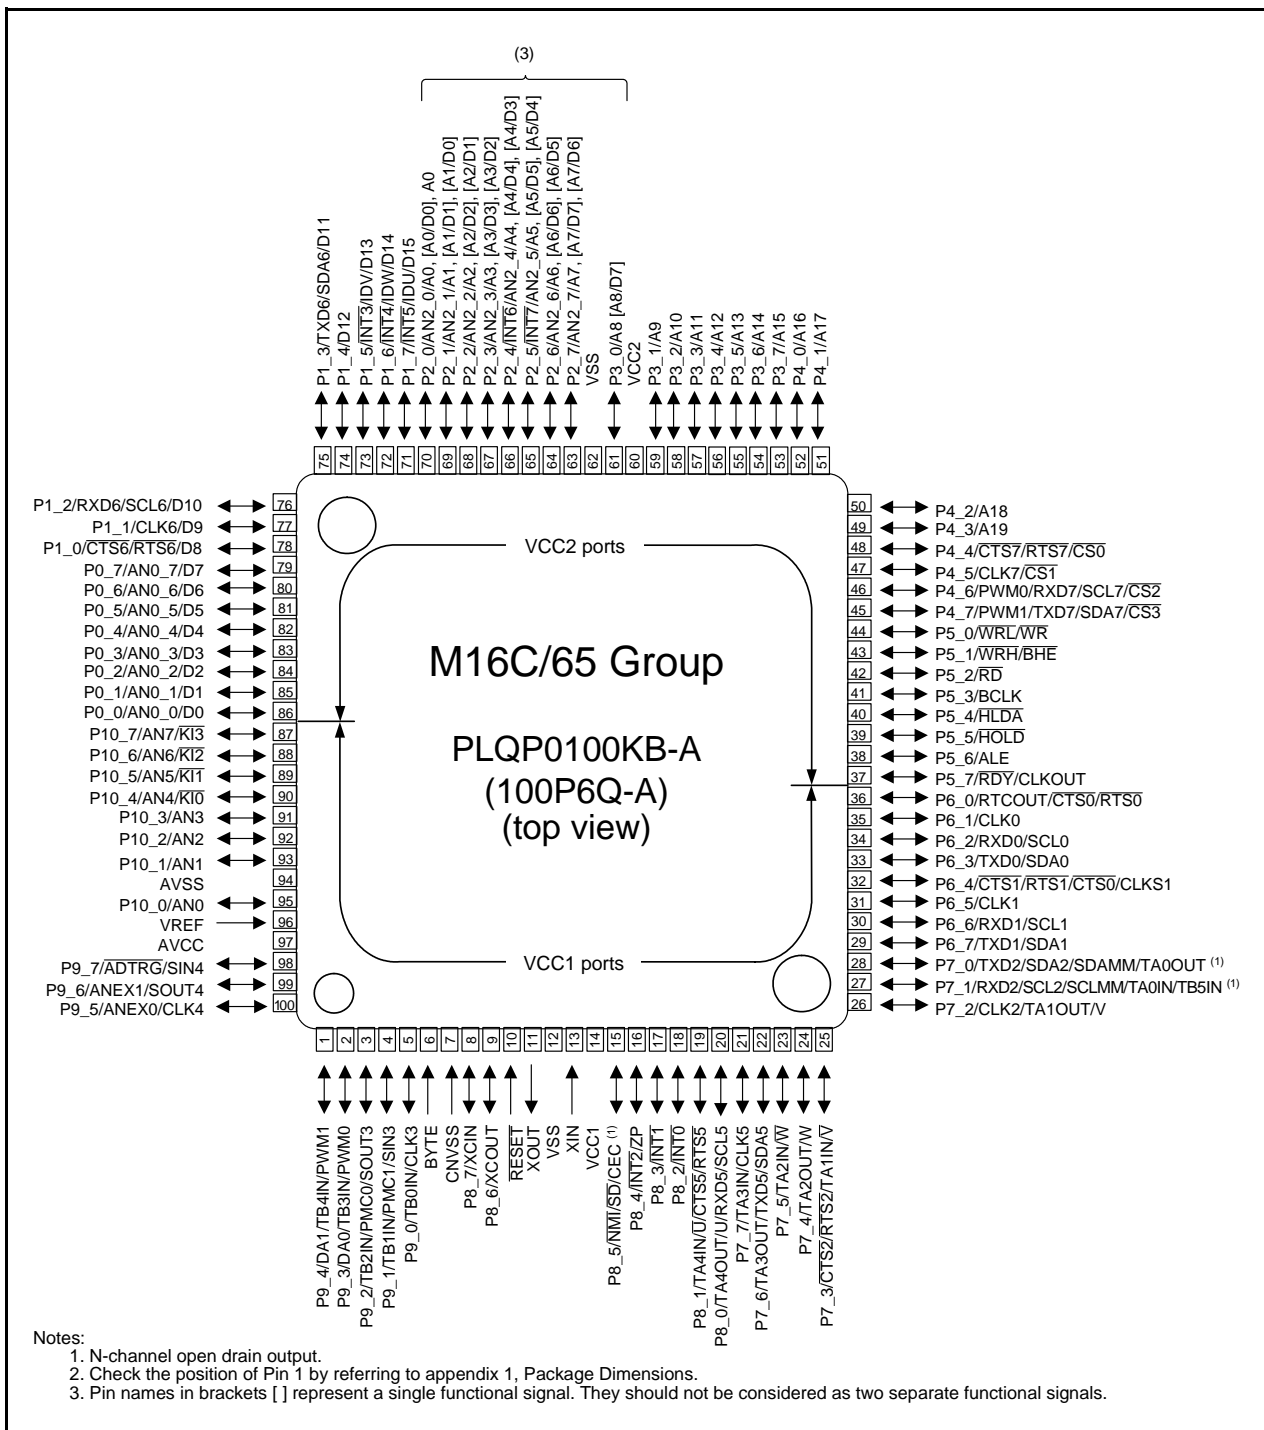 (3)
P1_3/TXD6/SDA6/D11
P1_4/D12
P1_5/INT3/IDV/D13
P1_6/INT4/IDW/D14
P1_7/INT5/IDU/D15
P2_0/AN2_0/A0, [A0/D0], A0
P2_1/AN2_1/A1, [A1/D1], [A1/D0]
P2_2/AN2_2/A2, [A2/D2], [A2/D1]
P2_3/AN2_3/A3, [A3/D3], [A3/D2]
P2_4/INT6/AN2_4/A4, [A4/D4], [A4/D3]
P2_5/INT7/AN2_5/A5, [A5/D5], [A5/D4]
P2_6/AN2_6/A6, [A6/D6], [A6/D5]
P2_7/AN2_7/A7, [A7/D7], [A7/D6]
VSS
P3_0/A8 [A8/D7]
VCC2
P3_1/A9
P3_2/A10
P3_3/A11
P3_4/A12
P3_5/A13
P3_6/A14
P3_7/A15
P4_0/A16
P4_1/A17
75 74 73 72 71 70 69 68 67 66 65 64 63 62 61 60 59 58 57 56 55 54 53 52 51
P1_2/RXD6/SCL6/D10 76
P1_1/CLK6/D9 77
P1_0/CTS6/RTS6/D8 78
P0_7/AN0_7/D7 79
P0_6/AN0_6/D6 80
P0_5/AN0_5/D5 81
P0_4/AN0_4/D4 82
P0_3/AN0_3/D3 83
P0_2/AN0_2/D2 84
P0_1/AN0_1/D1 85
P0_0/AN0_0/D0 86
P10_7/AN7/KI3 87
P10_6/AN6/KI2 88
P10_5/AN5/KI1 89
P10_4/AN4/KI0 90
P10_3/AN3 91
P10_2/AN2 92
P10_1/AN1 93
AVSS 94
P10_0/AN0 95
VREF 96
AVCC 97
P9_7/ADTRG/SIN4 98
P9_6/ANEX1/SOUT4 99
P9_5/ANEX0/CLK4 100
VCC2 ports
M16C/65 Group
PLQP0100KB-A
(100P6Q-A)
(top view)
VCC1 ports
50 P4_2/A18
49 P4_3/A19
48 P4_4/CTS7/RTS7/CS0
47 P4_5/CLK7/CS1
46 P4_6/PWM0/RXD7/SCL7/CS2
45 P4_7/PWM1/TXD7/SDA7/CS3
44 P5_0/WRL/WR
43 P5_1/WRH/BHE
42 P5_2/RD
41 P5_3/BCLK
40 P5_4/HLDA
39 P5_5/HOLD
38 P5_6/ALE
37 P5_7/RDY/CLKOUT
36 P6_0/RTCOUT/CTS0/RTS0
35 P6_1/CLK0
34 P6_2/RXD0/SCL0
33 P6_3/TXD0/SDA0
32 P6_4/CTS1/RTS1/CTS0/CLKS1
31 P6_5/CLK1
30 P6_6/RXD1/SCL1
29 P6_7/TXD1/SDA1
28 P7_0/TXD2/SDA2/SDAMM/TA0OUT (1)
27 P7_1/RXD2/SCL2/SCLMM/TA0IN/TB5IN (1)
26 P7_2/CLK2/TA1OUT/V
1 2 3 4 5 6 7 8 9 10 11 12 13 14 15 16 17 18 19 20 21 22 23 24 25
P9_4/DA1/TB4IN/PWM1
P9_3/DA0/TB3IN/PWM0
P9_2/TB2IN/PMC0/SOUT3
P9_1/TB1IN/PMC1/SIN3
P9_0/TB0IN/CLK3
BYTE
CNVSS
P8_7/XCIN
P8_6/XCOUT
RESET
XOUT
VSS
XIN
VCC1
P8_5/NMI/SD/CEC (1)
P8_4/INT2/ZP
P8_3/INT1
P8_2/INT0
P8_1/TA4IN/U/CTS5/RTS5
P8_0/TA4OUT/U/RXD5/SCL5
P7_7/TA3IN/CLK5
P7_6/TA3OUT/TXD5/SDA5
P7_5/TA2IN/W
P7_4/TA2OUT/W
P7_3/CTS2/RTS2/TA1IN/V
Notes:
1. N-channel open drain output.
2. Check the position of Pin 1 by referring to appendix 1, Package Dimensions.
3. Pin names in brackets [ ] represent a single functional signal. They should not be considered as two separate functional signals.